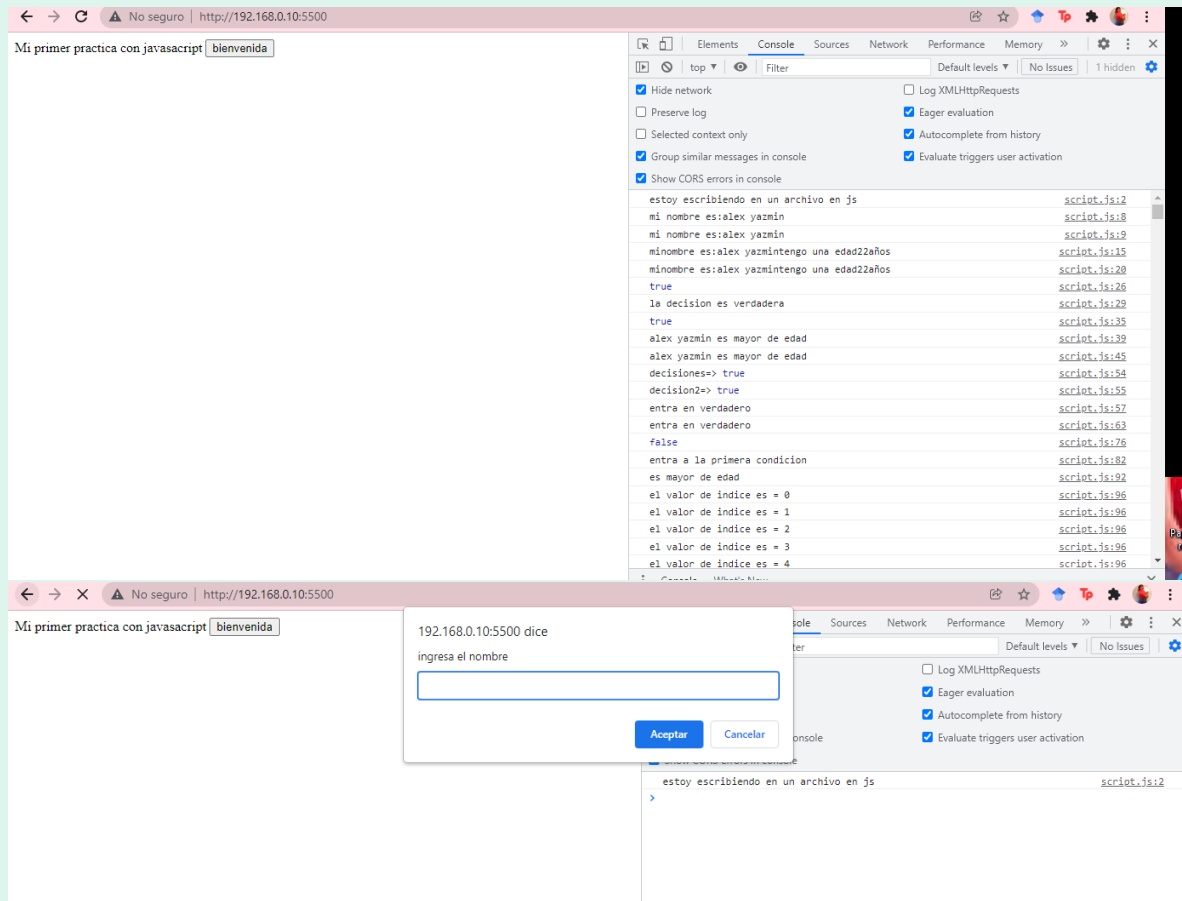 No seguro | http://192.168.0.10:5500
Mi primer practica con javasacript bienvenida
Elements Console Sources Network Performance Memory »
top ▼ Filter Default levels ▼ No Issues 1 hidden
Hide network Log XMLHttpRequests
Preserve log Eager evaluation
Selected context only Autocomplete from history
Group similar messages in console Evaluate triggers user activation
Show CORS errors in console
estoy escribiendo en un archivo en js script.js:2
mi nombre es:alex yazmin script.js:8
mi nombre es:alex yazmin script.js:9
minombre es:alex yazmintengo una edad22años script.js:15
minombre es:alex yazmintengo una edad22años script.js:20
true script.js:26
la decision es verdadera script.js:29
true script.js:35
alex yazmin es mayor de edad script.js:39
alex yazmin es mayor de edad script.js:45
decisiones=> true script.js:54
decision2=> true script.js:55
entra en verdadero script.js:57
entra en verdadero script.js:63
false script.js:76
entra a la primera condicion script.js:82
es mayor de edad script.js:92
el valor de indice es = 0 script.js:96
el valor de indice es = 1 script.js:96
el valor de indice es = 2 script.js:96
el valor de indice es = 3 script.js:96
el valor de indice es = 4 script.js:96
Console What's New
No seguro | http://192.168.0.10:5500
Mi primer practica con javasacript bienvenida
192.168.0.10:5500 dice
ingresa el nombre
Aceptar Cancelar
sole Sources Network Performance Memory »
ter Default levels ▼ No Issues
Log XMLHttpRequests
Eager evaluation
Autocomplete from history
onsole Evaluate triggers user activation
Show CORS errors in console
estoy escribiendo en un archivo en js script.js:2